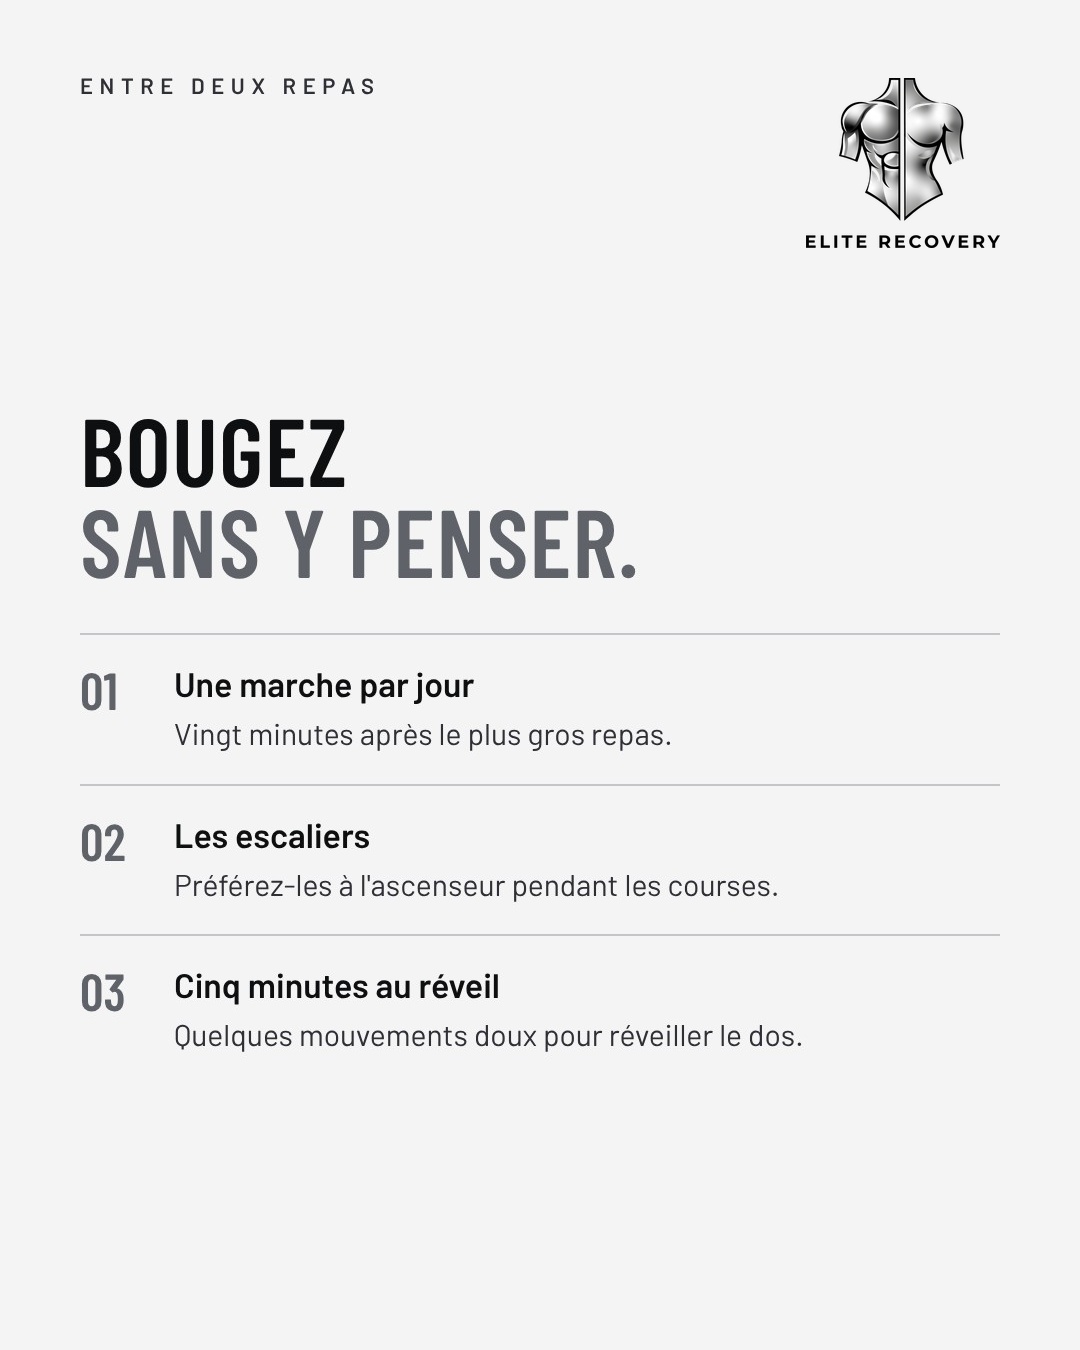 ENTRE DEUX REPAS
ELITE RECOVERY
BOUGEZ
SANS Y PENSER.
01
Une marche par jour
Vingt minutes après le plus gros repas.
02
Les escaliers
Préférez-les à l'ascenseur pendant les courses.
03
Cinq minutes au réveil
Quelques mouvements doux pour réveiller le dos.